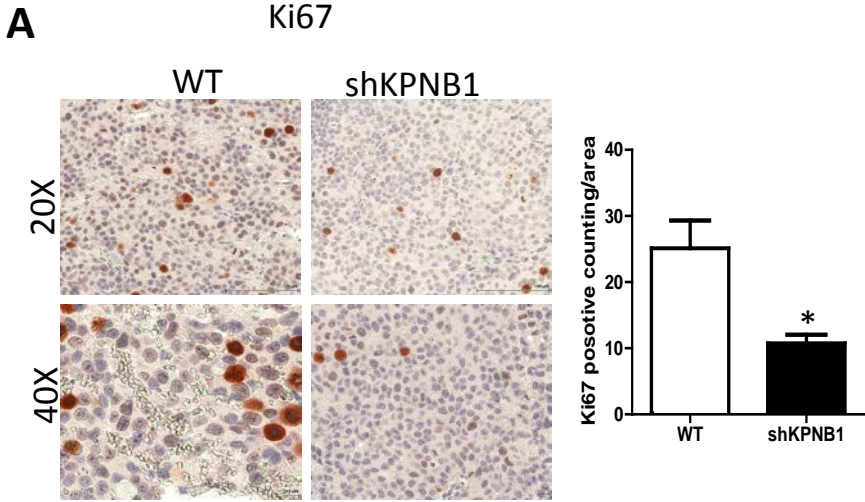 A
Ki67
WT
shKPNB1
20X
40X
Ki67 posotive counting/area
40
30
20
10
0
*
WT
shKPNB1